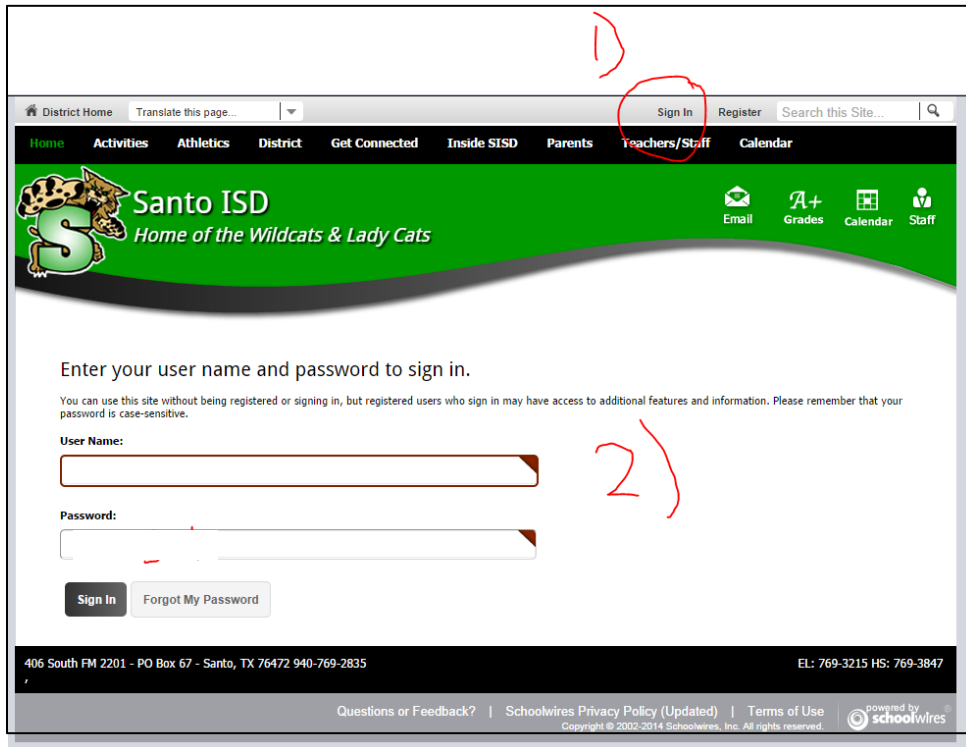 1)
District Home Translate this page... Sign In Register Search this Site...
Home Activities Athletics District Get Connected Inside SISD Parents Teachers/Staff Calendar
S
Santo ISD
Home of the Wildcats & Lady Cats
Email A+ Grades Calendar Staff
Enter your user name and password to sign in.
You can use this site without being registered or signing in, but registered users who sign in may have access to additional features and information. Please remember that your
password is case-sensitive.
User Name:
2)
Password:
Sign In Forgot My Password
406 South FM 2201 - PO Box 67 - Santo, TX 76472 940-769-2835 EL: 769-3215 HS: 769-3847
,
Questions or Feedback? | Schoolwires Privacy Policy (Updated) | Terms of Use
Copyright © 2002-2014 Schoolwires, Inc. All rights reserved.
powered by
schoolwires®